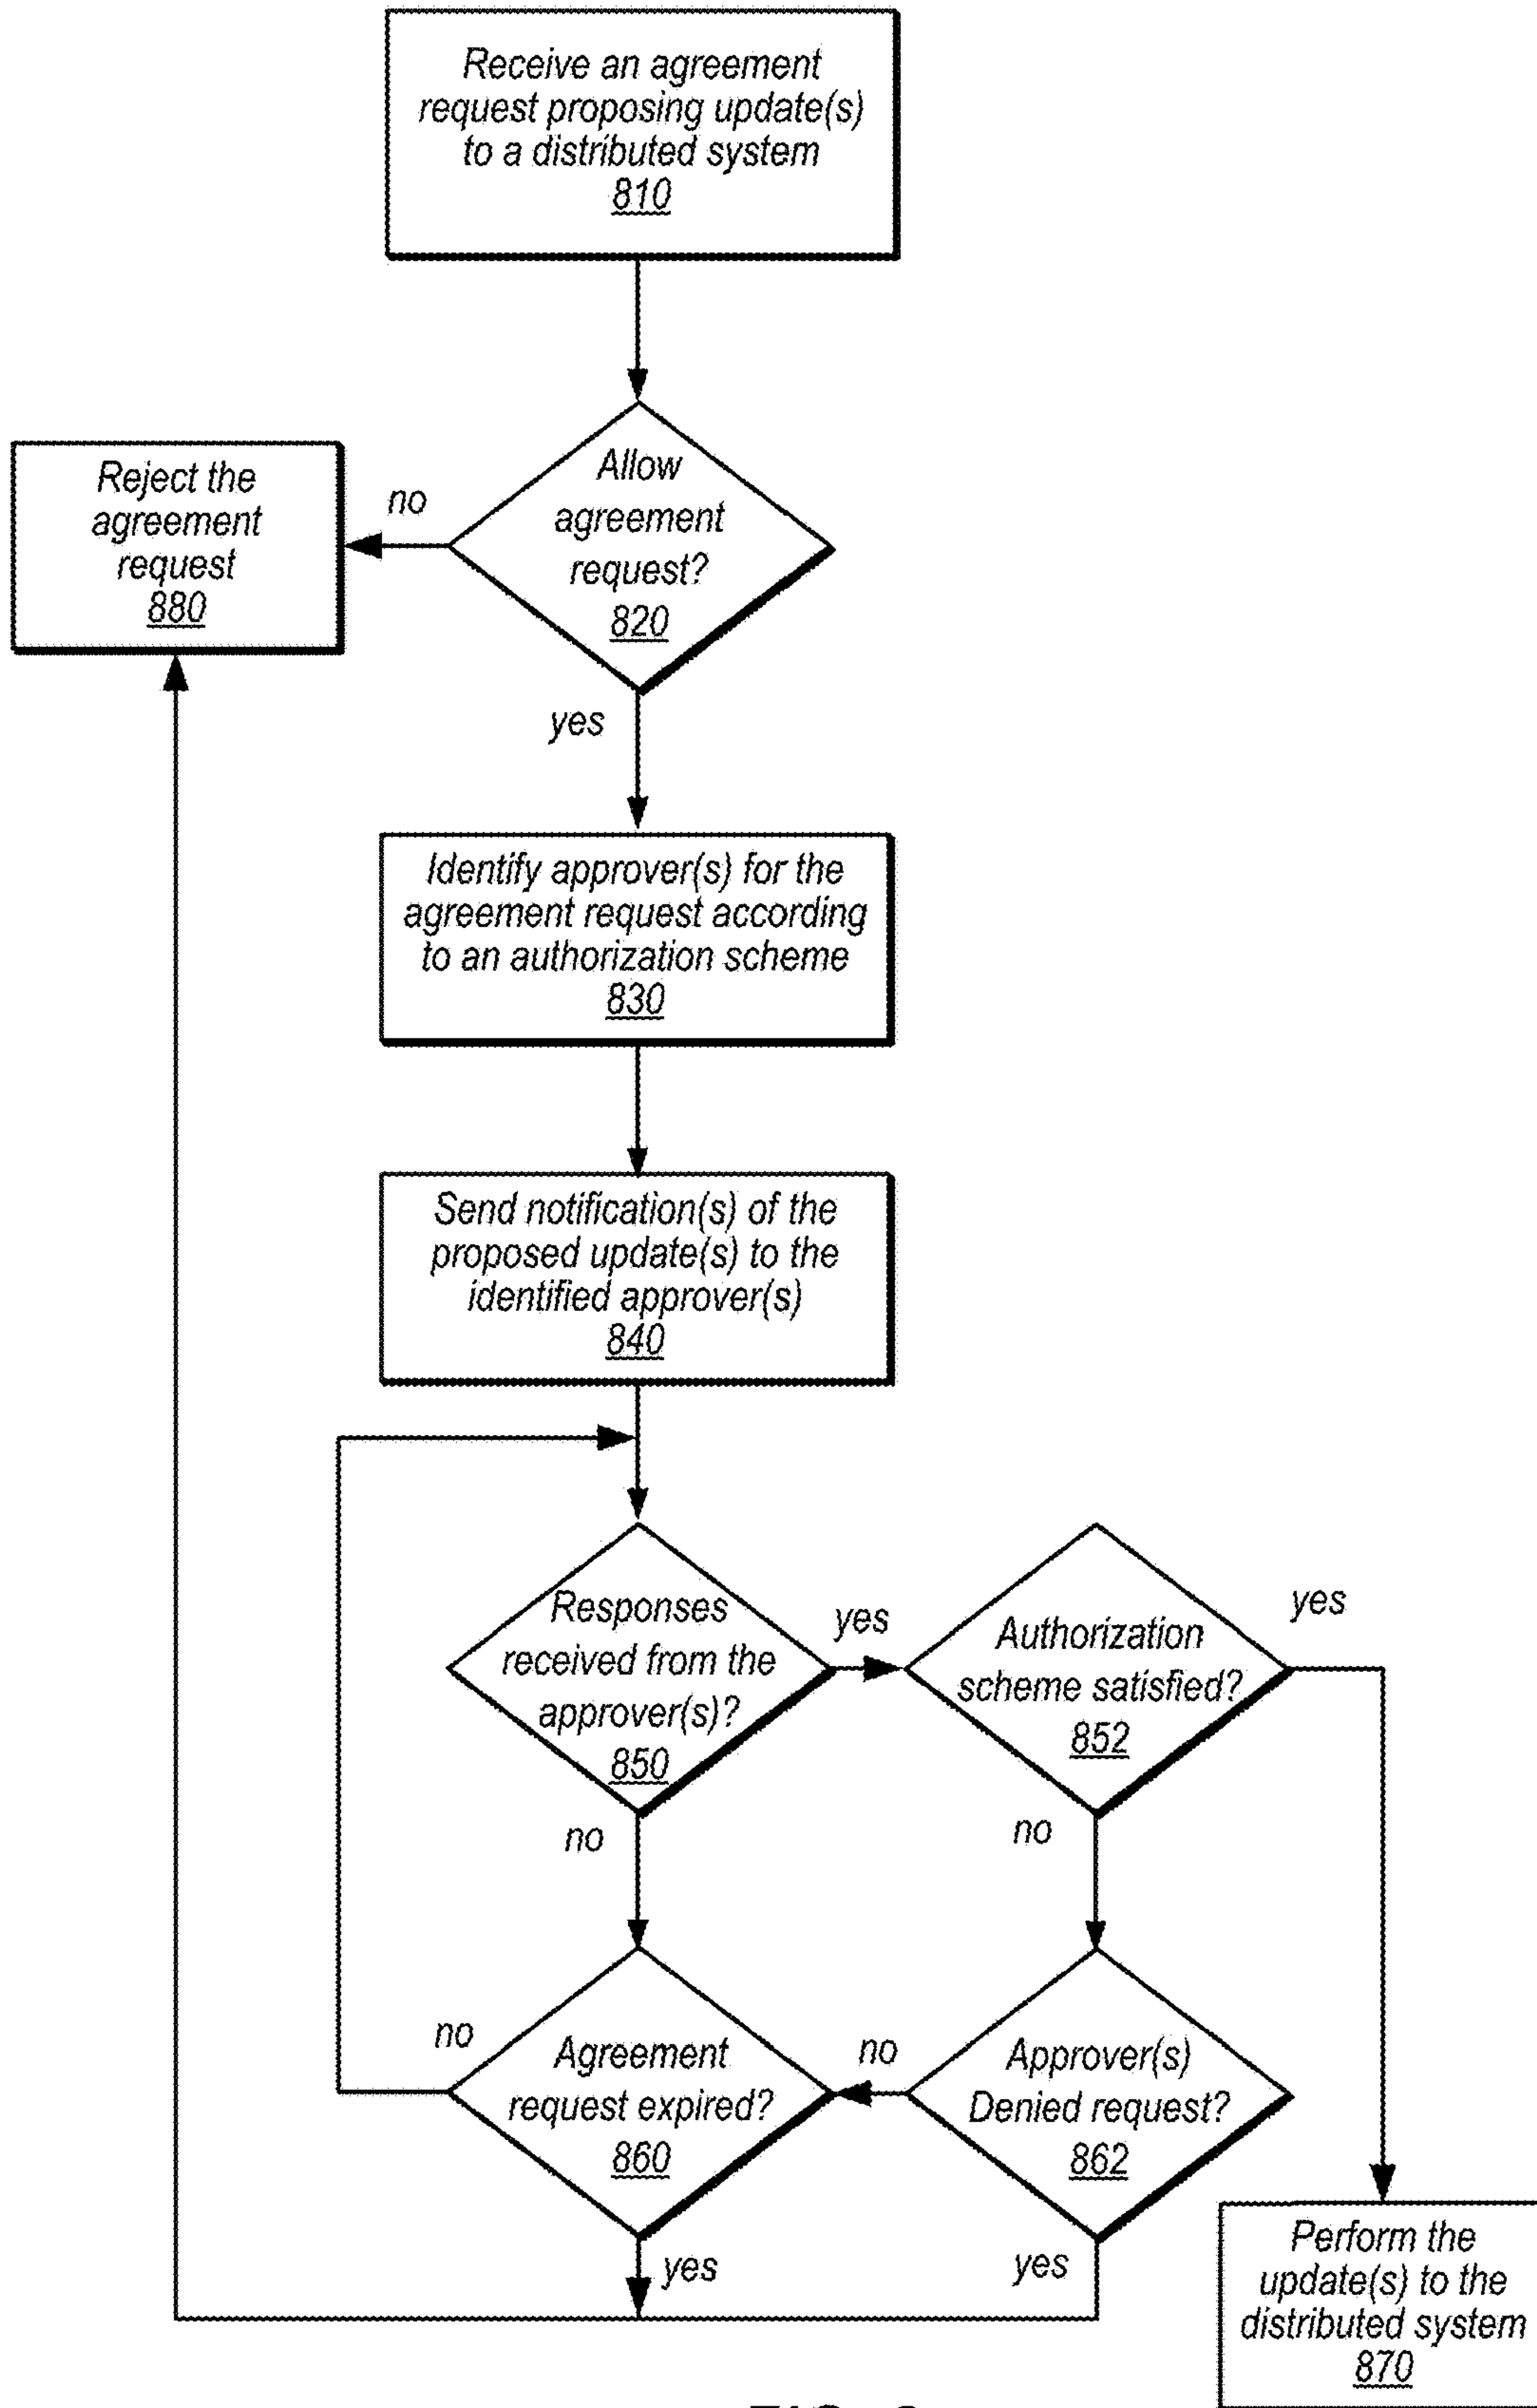 Receive an agreement
request proposing update(s)
to a distributed system
810
Allow
agreement
request?
820
no
Reject the
agreement
request
880
yes
Identify approver(s) for the
agreement request according
to an authorization scheme
830
Send notification(s) of the
proposed update(s) to the
identified approver(s)
840
Responses
received from the
approver(s)?
850
yes
Authorization
scheme satisfied?
852
yes
no
no
Agreement
request expired?
860
no
no
Approver(s)
Denied request?
862
yes
yes
Perform the
update(s) to the
distributed system
870